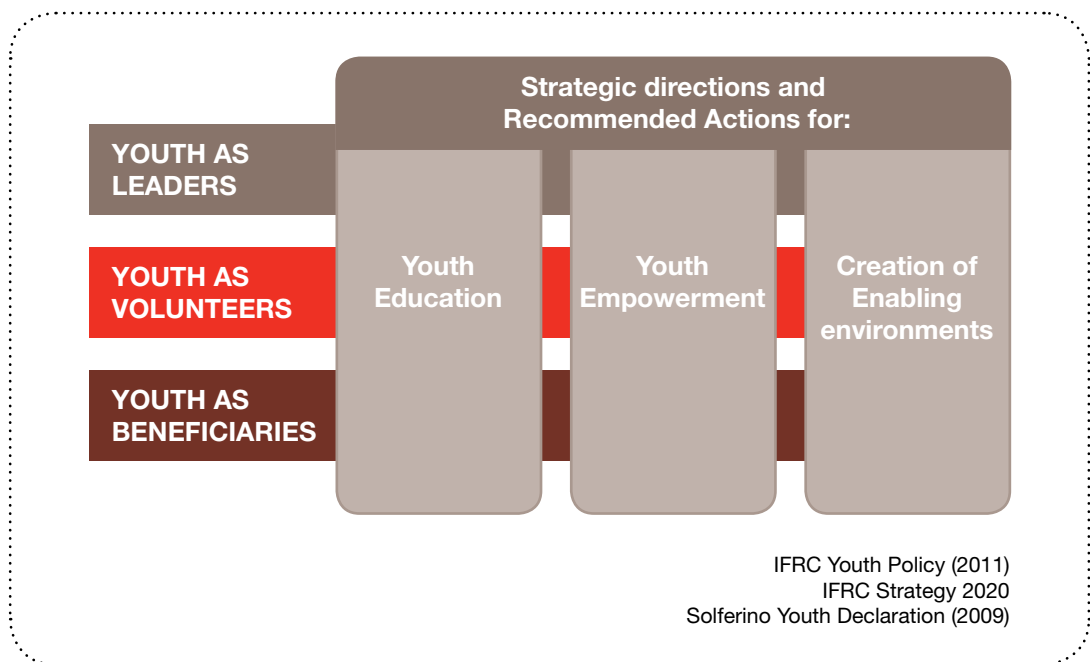 Strategic directions and
Recommended Actions for:
YOUTH AS
LEADERS
YOUTH AS
VOLUNTEERS
YOUTH AS
BENEFICIARIES
Youth
Education
Youth
Empowerment
Creation of
Enabling
environments
IFRC Youth Policy (2011)
IFRC Strategy 2020
Solferino Youth Declaration (2009)